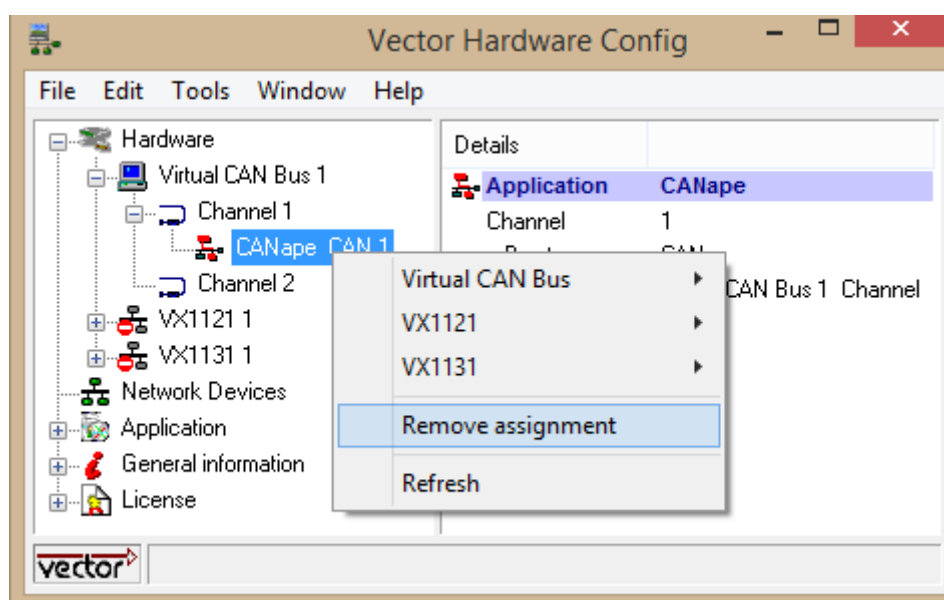 Vector Hardware Config
File Edit Tools Window Help
Hardware
Virtual CAN Bus 1
Channel 1
CANape CAN 1
Channel 2
VX1121 1
VX1131 1
Network Devices
Application
General information
License
Details
Application CANape
Channel 1
CAN Bus 1 Channel
Virtual CAN Bus
VX1121
VX1131
Remove assignment
Refresh
vector